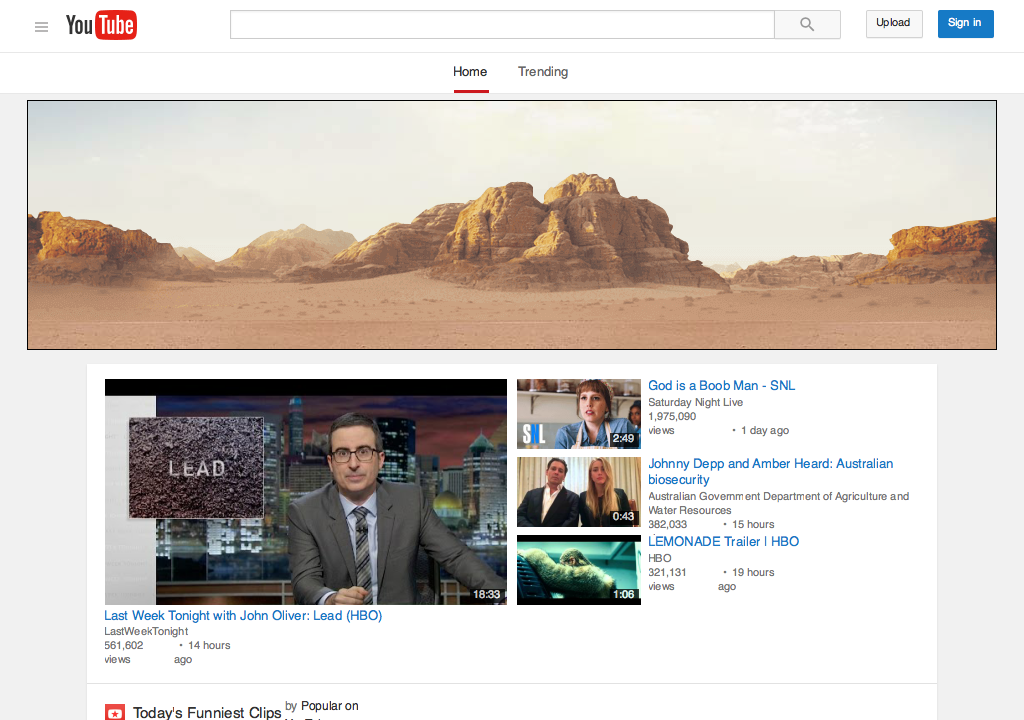 YouTube
Upload
Sign in
Home
Trending
LEAD
18:33
Last Week Tonight with John Oliver: Lead (HBO)
LastWeekTonight
561,602 • 14 hours
views ago
SNL
2:49
God is a Boob Man - SNL
Saturday Night Live
1,975,090
views • 1 day ago
0:43
Johnny Depp and Amber Heard: Australian
biosecurity
Australian Government Department of Agriculture and
Water Resources
382,033 • 15 hours
1:06
LEMONADE Trailer | HBO
HBO
321,131 • 19 hours
views ago
Today's Funniest Clips by Popular on